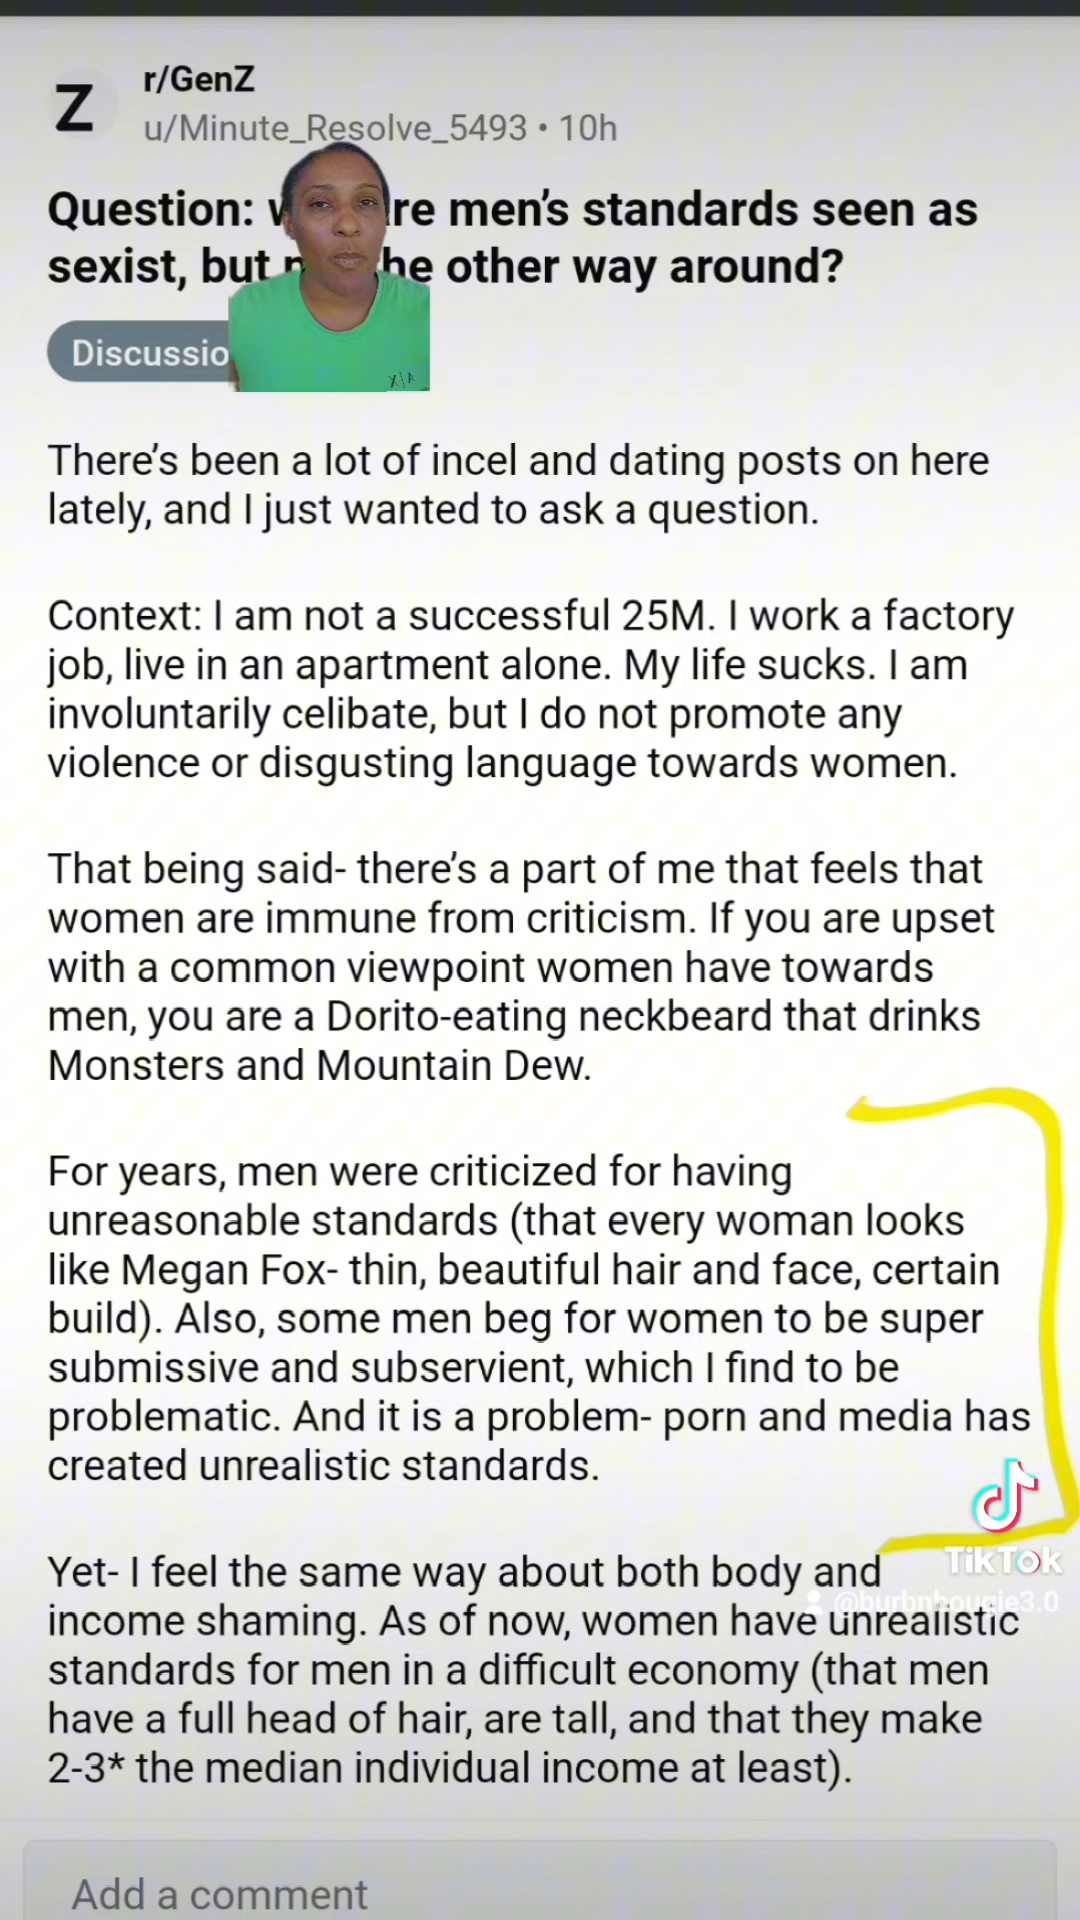 Z
r/GenZ
u/Minute_Resolve_5493 • 10h
Question: re men's standards seen as
sexist, but he other way around?
Discussio
X|A
There's been a lot of incel and dating posts on here
lately, and I just wanted to ask a question.
Context: I am not a successful 25M. I work a factory
job, live in an apartment alone. My life sucks. I am
involuntarily celibate, but I do not promote any
violence or disgusting language towards women.
That being said- there's a part of me that feels that
women are immune from criticism. If you are upset
with a common viewpoint women have towards
men, you are a Dorito-eating neckbeard that drinks
Monsters and Mountain Dew.
For years, men were criticized for having
unreasonable standards (that every woman looks
like Megan Fox- thin, beautiful hair and face, certain
build). Also, some men beg for women to be super
submissive and subservient, which I find to be
problematic. And it is a problem- porn and media has
created unrealistic standards.
TikTok
@burbnbougie3.0
Yet- I feel the same way about both body and
income shaming. As of now, women have unrealistic
standards for men in a difficult economy (that men
have a full head of hair, are tall, and that they make
2-3* the median individual income at least).
Add a comment